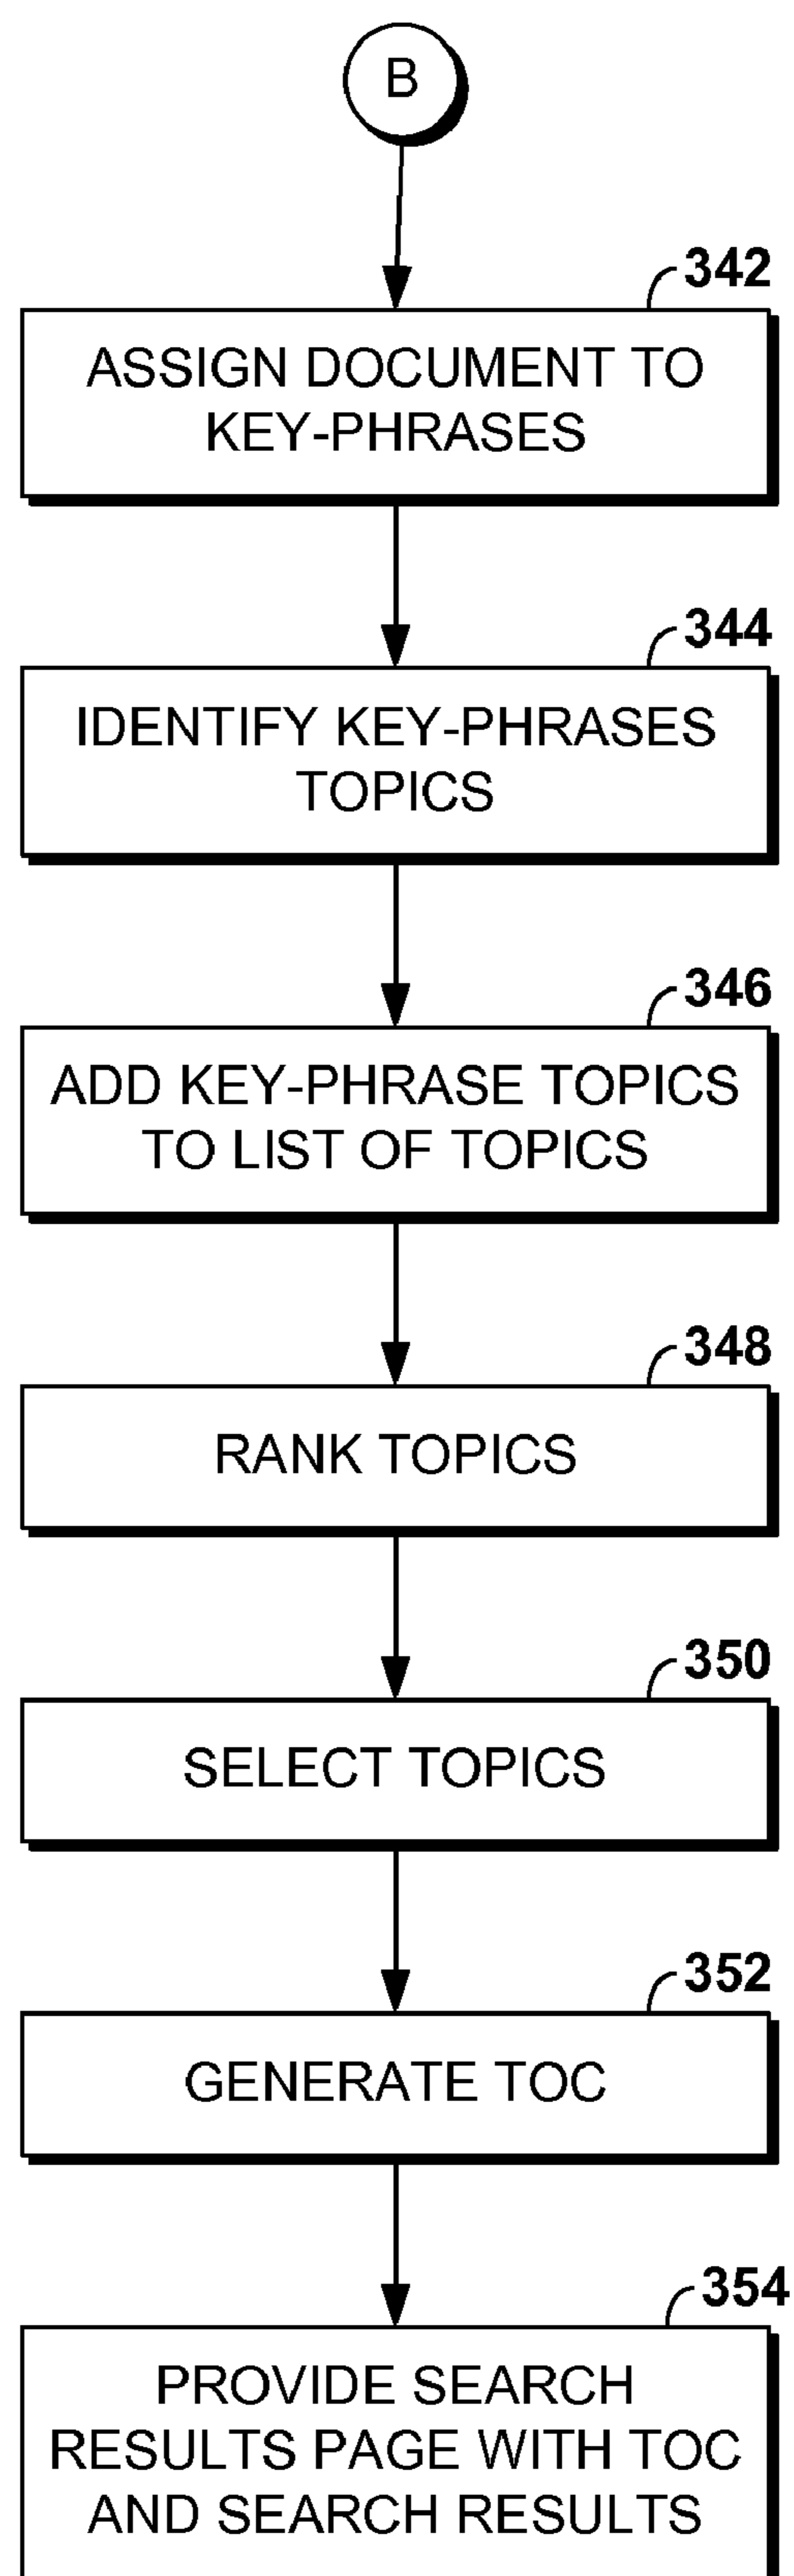 B
342
ASSIGN DOCUMENT TO
KEY-PHRASES
344
IDENTIFY KEY-PHRASES
TOPICS
346
ADD KEY-PHRASE TOPICS
TO LIST OF TOPICS
348
RANK TOPICS
350
SELECT TOPICS
352
GENERATE TOC
354
PROVIDE SEARCH
RESULTS PAGE WITH TOC
AND SEARCH RESULTS